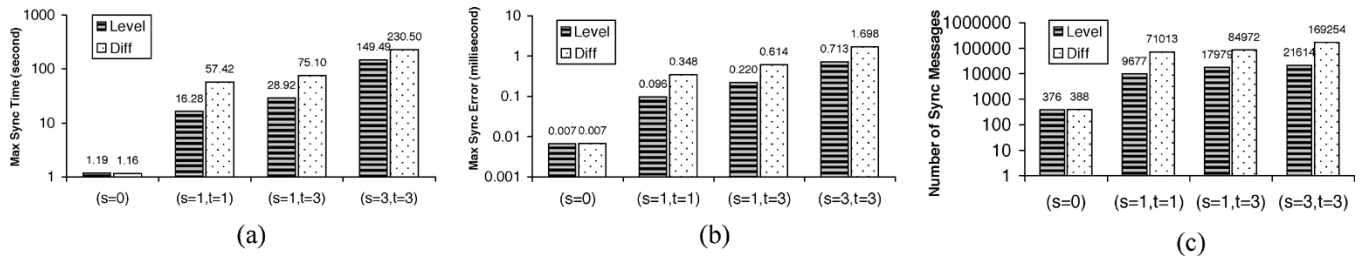 Max Sync Time (second)
1000
100
10
1
Level
Diff
1.19
1.16
16.28
57.42
28.92
75.10
149.49
230.50
(s=0)
(s=1,t=1)
(s=1,t=3)
(s=3,t=3)
(a)
Max Sync Error (millisecond)
10
1
0.1
0.01
0.001
Level
Diff
0.007
0.007
0.096
0.348
0.220
0.614
0.713
1.698
(s=0)
(s=1,t=1)
(s=1,t=3)
(s=3,t=3)
(b)
Number of Sync Messages
1000000
100000
10000
1000
100
10
1
Level
Diff
376
388
9677
71013
17979
84972
21614
169254
(s=0)
(s=1,t=1)
(s=1,t=3)
(s=3,t=3)
(c)